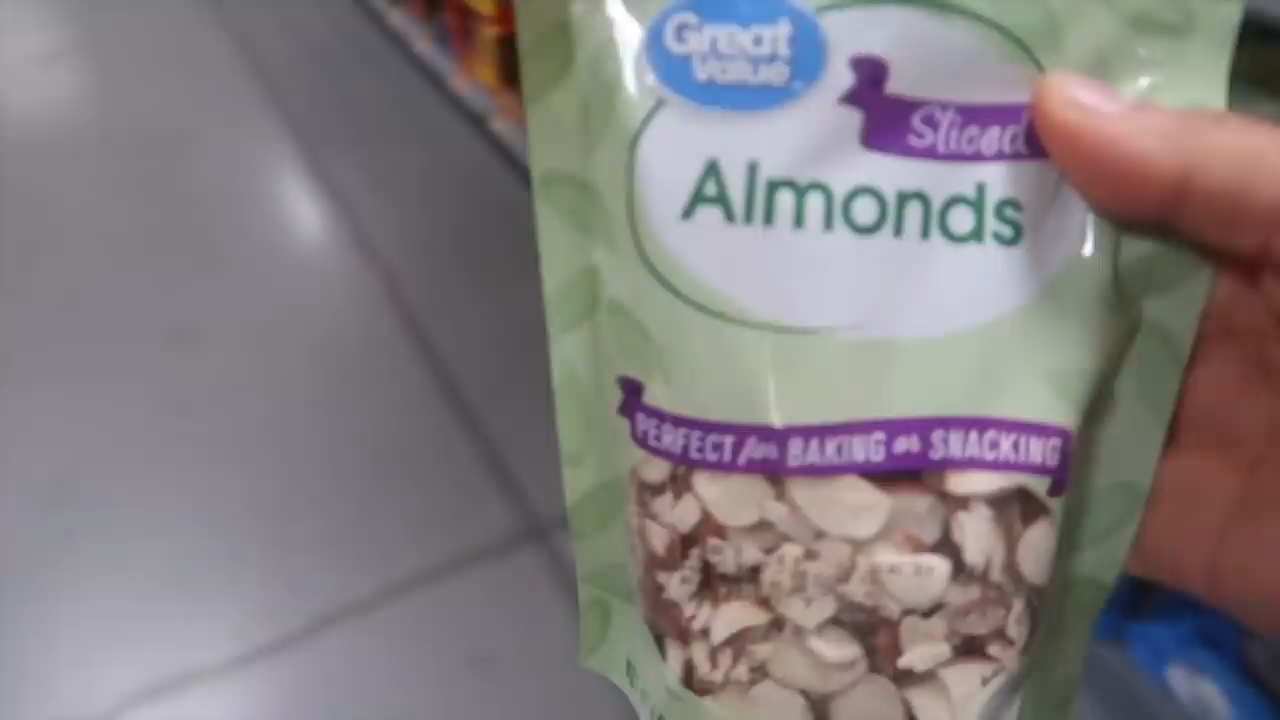 Great
Value
Sliced
Almonds
PERFECT for BAKING or SNACKING